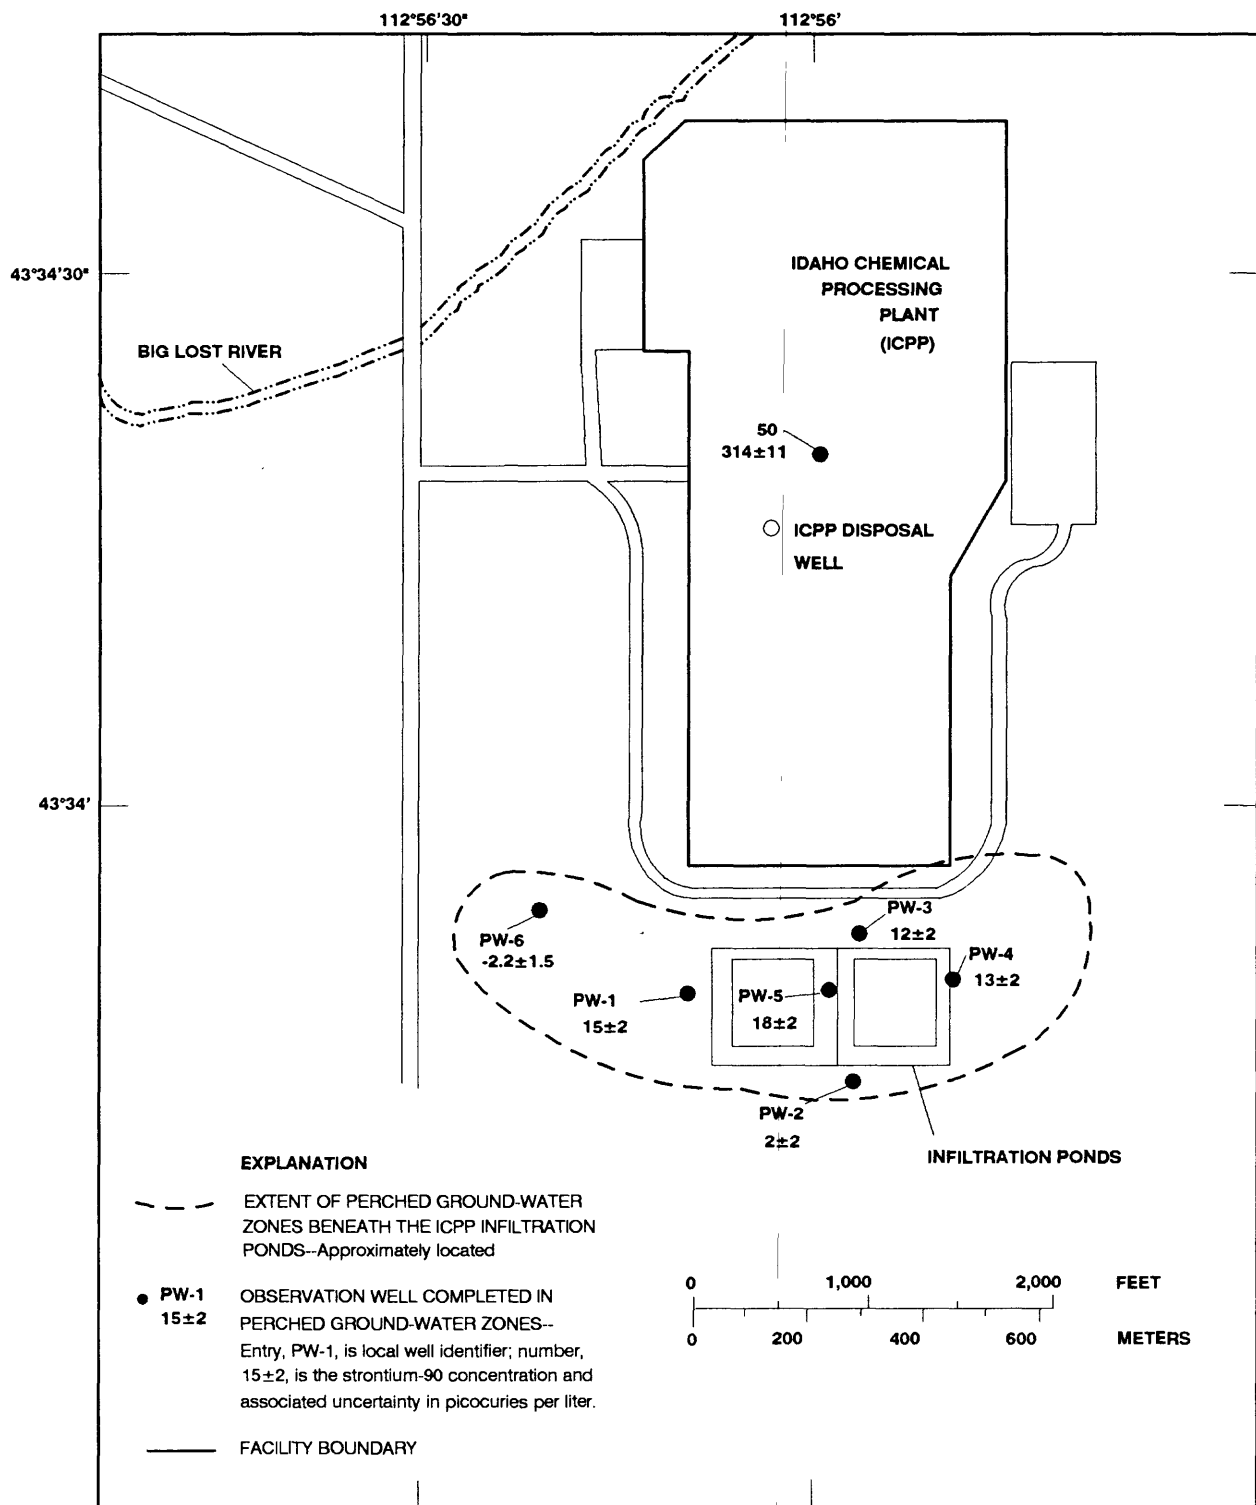 112°56'30"
112°56'
43°34'30"
IDAHO CHEMICAL
PROCESSING
PLANT
(ICPP)
BIG LOST RIVER
50
314±11
ICPP DISPOSAL
WELL
43°34'
PW-3
12±2
PW-6
-2.2±1.5
PW-4
13±2
PW-1
15±2
PW-5
18±2
PW-2
2±2
INFILTRATION PONDS
EXPLANATION
EXTENT OF PERCHED GROUND-WATER
ZONES BENEATH THE ICPP INFILTRATION
PONDS--Approximately located
PW-1
15±2
OBSERVATION WELL COMPLETED IN
PERCHED GROUND-WATER ZONES--
Entry, PW-1, is local well identifier; number,
15±2, is the strontium-90 concentration and
associated uncertainty in picocuries per liter.
FACILITY BOUNDARY
0 1,000 2,000 FEET
0 200 400 600 METERS